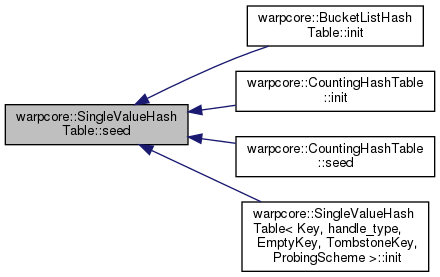 warpcore::SingleValueHash
Table::seed
warpcore::BucketListHash
Table::init
warpcore::CountingHashTable
::init
warpcore::CountingHashTable
::seed
warpcore::SingleValueHash
Table< Key, handle_type,
EmptyKey, TombstoneKey,
ProbingScheme >::init